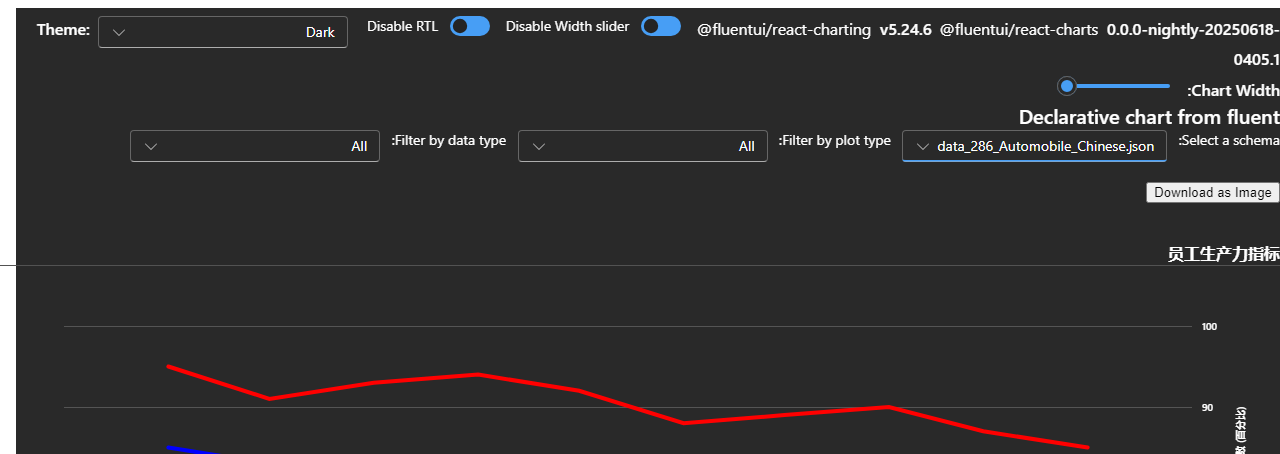 Theme: Dark Disable RTL Disable Width slider @fluentui/react-charting v5.24.6 @fluentui/react-charts 0.0.0-nightly-20250618-
0405.1
:Chart Width
Declarative chart from fluent
:Select a schema data_286_Automobile_Chinese.json :Filter by plot type All :Filter by data type All
Download as Image
员工生产力指标
100
90
(百分比)